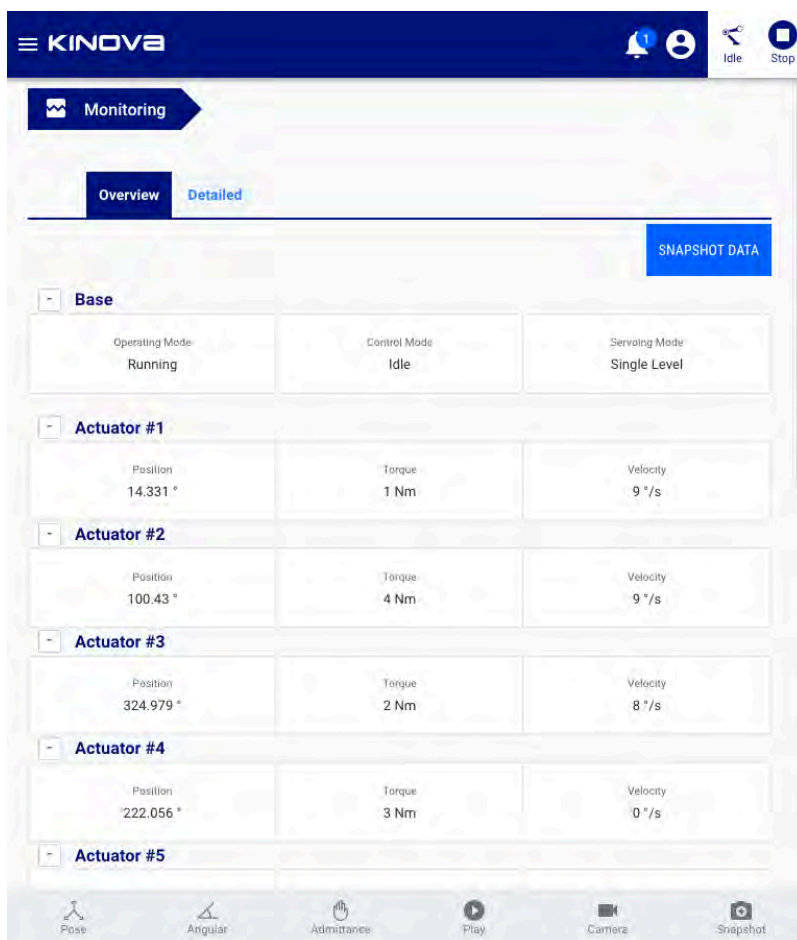 KINOVA
1
Idle
Stop
Monitoring
Overview Detailed
SNAPSHOT DATA
- Base
Operating Mode Control Mode Servoing Mode
Running Idle Single Level
- Actuator #1
Position Torque Velocity
14.331 ° 1 Nm 9 °/s
- Actuator #2
Position Torque Velocity
100.43 ° 4 Nm 9 °/s
- Actuator #3
Position Torque Velocity
324.979 ° 2 Nm 8 °/s
- Actuator #4
Position Torque Velocity
222.056 ° 3 Nm 0 °/s
- Actuator #5
Pose Angular Admittance Play Camera Snapshot